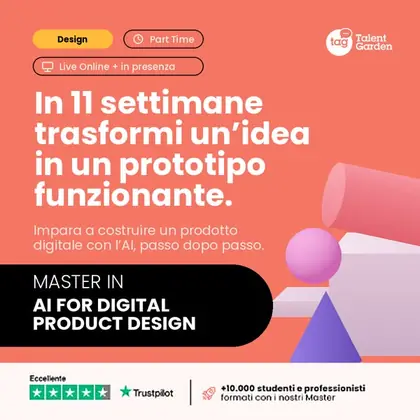 Design
Part Time
tag
Talent
Garden
Live Online + in presenza
In 11 settimane
trasformi un'idea
in un prototipo
funzionante.
Impara a costruire un prodotto
digitale con l'AI, passo dopo passo.
MASTER IN
AI FOR DIGITAL
PRODUCT DESIGN
Eccellente
Trustpilot
+10.000 studenti e professionisti
formati con i nostri Master